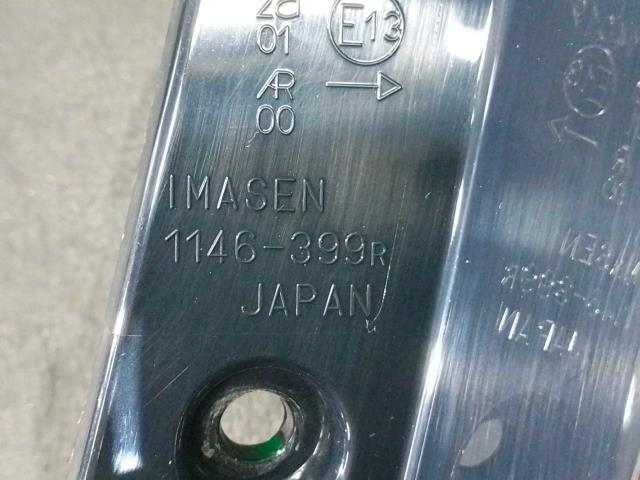 2a
E13
01
AR
00
IMASEN
1146-399R
JAPAN